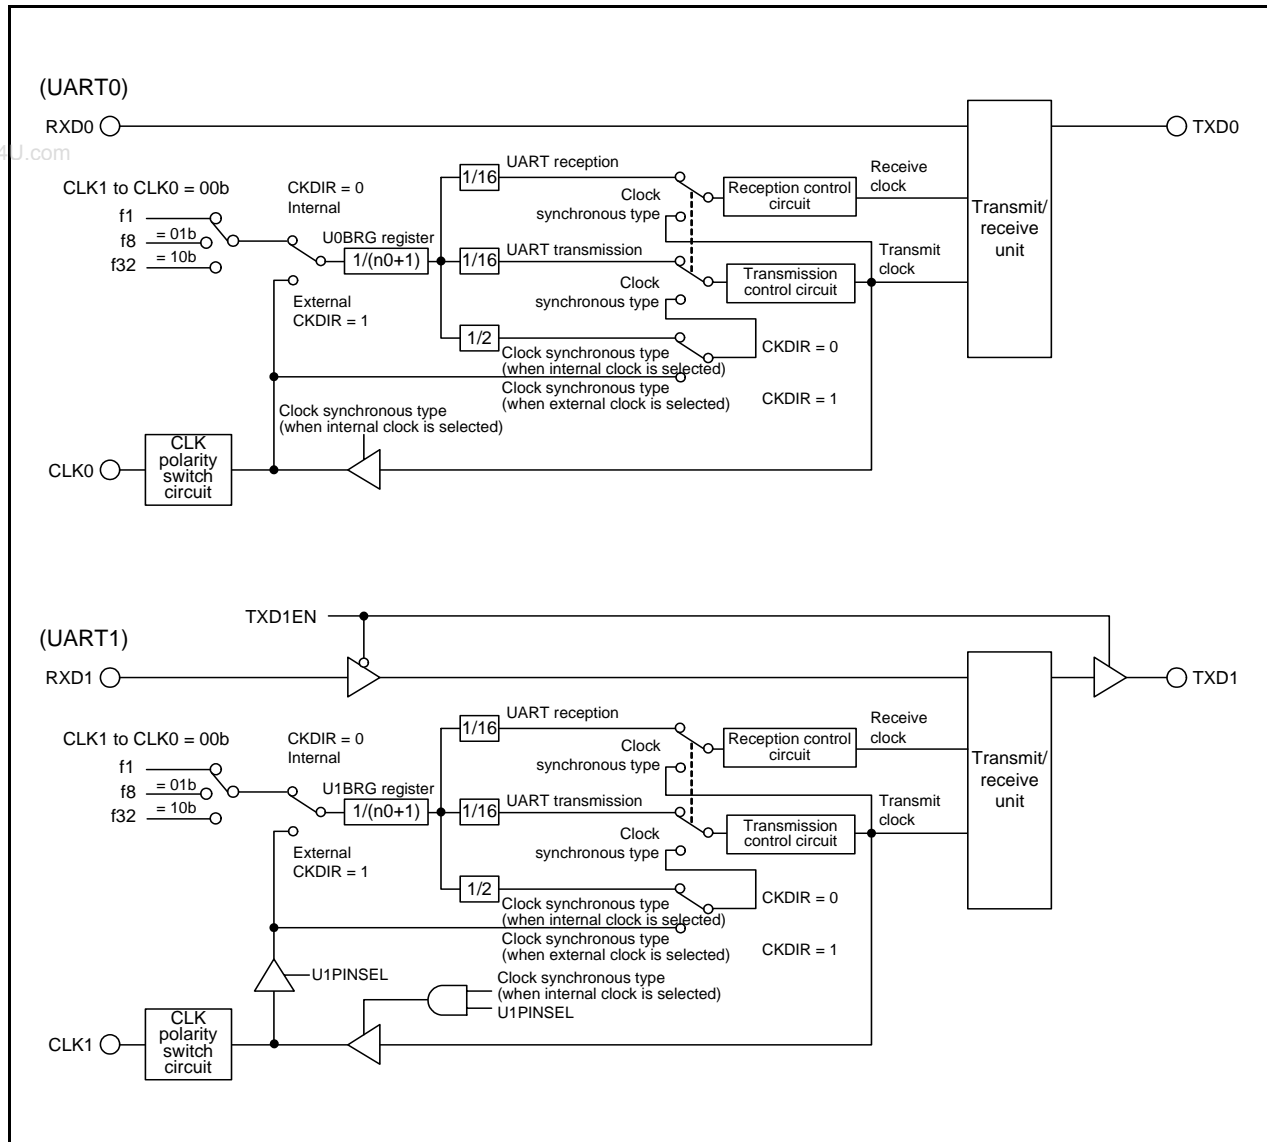 (UART0)
RXD0
TXD0
4U.com
CLK1 to CLK0 = 00b
f1
f8
= 01b
f32
= 10b
CKDIR = 0
Internal
External
CKDIR = 1
U0BRG register
1/(n0+1)
1/16
UART reception
Clock
synchronous type
1/16
UART transmission
Clock
synchronous type
1/2
Clock synchronous type
(when internal clock is selected)
Clock synchronous type
(when external clock is selected)
CKDIR = 0
CKDIR = 1
Reception control
circuit
Receive
clock
Transmission
control circuit
Transmit
clock
Transmit/
receive
unit
Clock synchronous type
(when internal clock is selected)
CLK0
CLK
polarity
switch
circuit
TXD1EN
(UART1)
RXD1
TXD1
CLK1 to CLK0 = 00b
f1
f8
= 01b
f32
= 10b
CKDIR = 0
Internal
External
CKDIR = 1
U1BRG register
1/(n0+1)
1/16
UART reception
Clock
synchronous type
1/16
UART transmission
Clock
synchronous type
1/2
Clock synchronous type
(when internal clock is selected)
Clock synchronous type
(when external clock is selected)
CKDIR = 0
CKDIR = 1
Reception control
circuit
Receive
clock
Transmission
control circuit
Transmit
clock
Transmit/
receive
unit
U1PINSEL
Clock synchronous type
(when internal clock is selected)
U1PINSEL
CLK1
CLK
polarity
switch
circuit